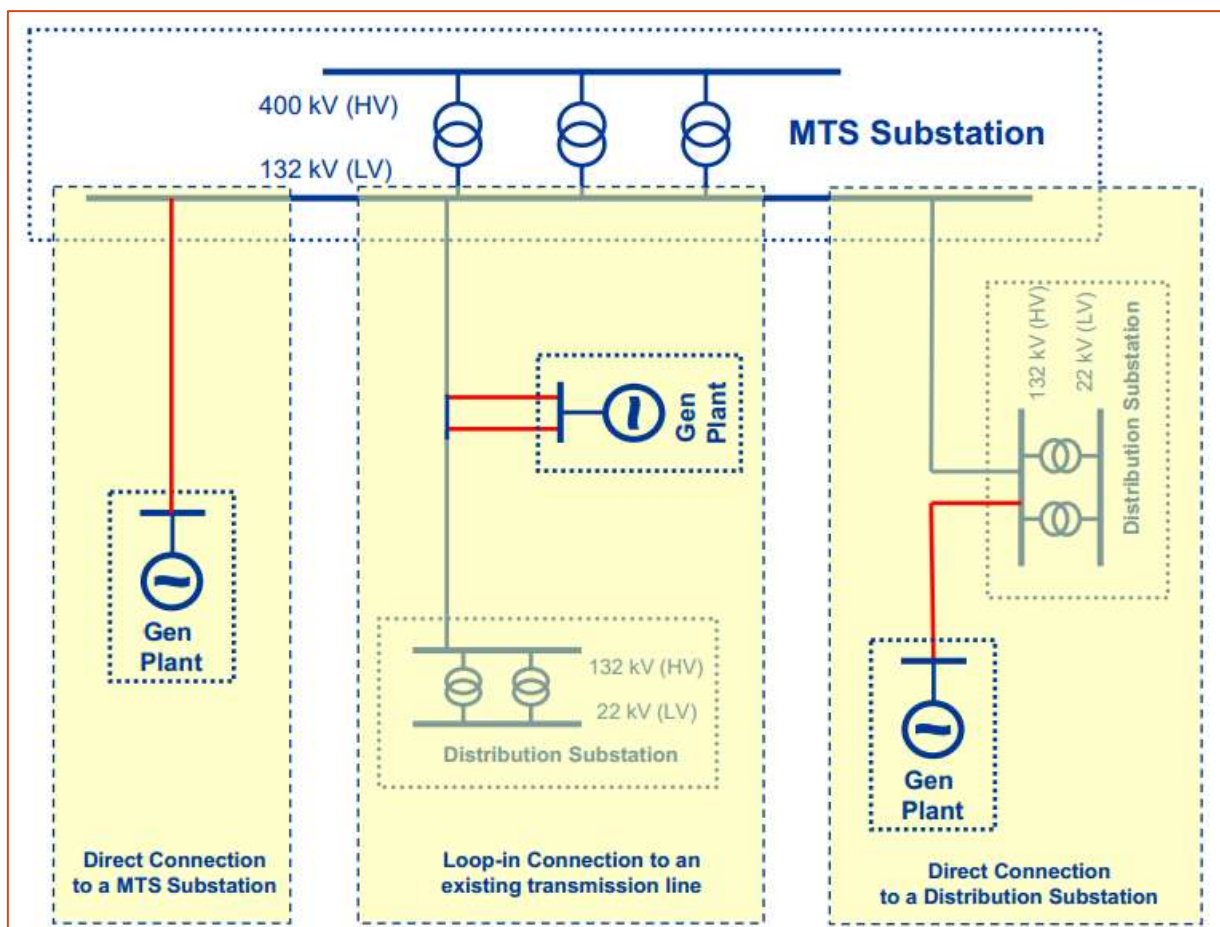 400 kV (HV)
MTS Substation
132 kV (LV)
Gen
Plant
Direct Connection
to a MTS Substation
Gen
Plant
132 kV (HV)
22 kV (LV)
Distribution Substation
Loop-in Connection to an
existing transmission line
132 kV (HV)
22 kV (LV)
Distribution Substation
Gen
Plant
Direct Connection
to a Distribution Substation